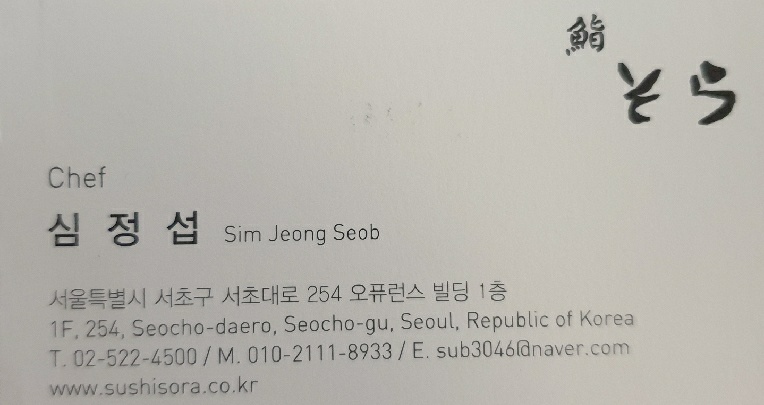 鮨
そら
Chef
심정섭 Sim Jeong Seob
서울특별시 서초구 서초대로 254 오퓨런스 빌딩 1층
1F, 254, Seocho-daero, Seocho-gu, Seoul, Republic of Korea
T. 02-522-4500 / M. 010-2111-8933 / E. sub3046@naver.com
www.sushisora.co.kr